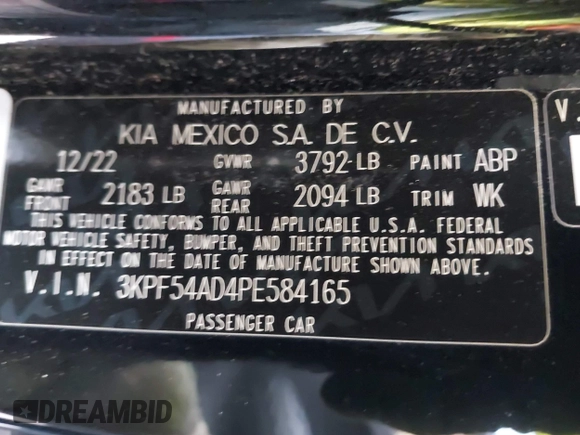 MANUFACTURED BY
KIA MEXICO S.A. DE C.V.
12/22 GVWR 3792 LB PAINT ABP
GAWR FRONT 2183 LB GAWR REAR 2094 LB TRIM WK
THIS VEHICLE CONFORMS TO ALL APPLICABLE U.S.A. FEDERAL
MOTOR VEHICLE SAFETY, BUMPER, AND THEFT PREVENTION STANDARDS
IN EFFECT ON THE DATE OF MANUFACTURE SHOWN ABOVE.
V.I.N. 3KPF54AD4PE584165
PASSENGER CAR
V.
DREAMBID